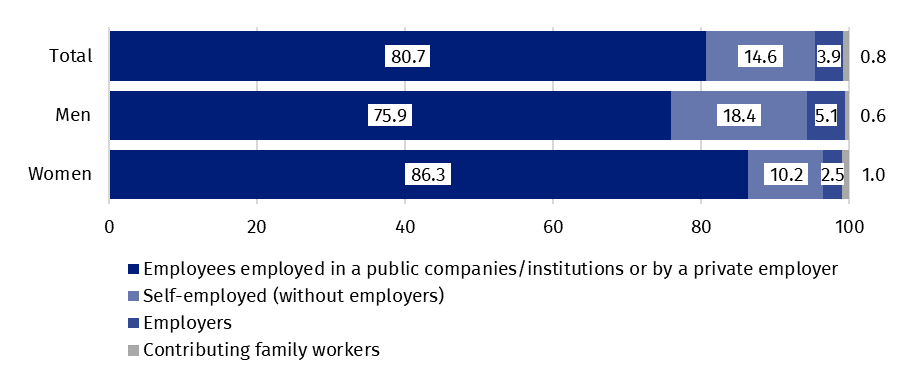 Total 80.7 14.6 3.9 0.8
Men 75.9 18.4 5.1 0.6
Women 86.3 10.2 2.5 1.0
0 20 40 60 80 100
Employees employed in a public companies/institutions or by a private employer
Self-employed (without employers)
Employers
Contributing family workers